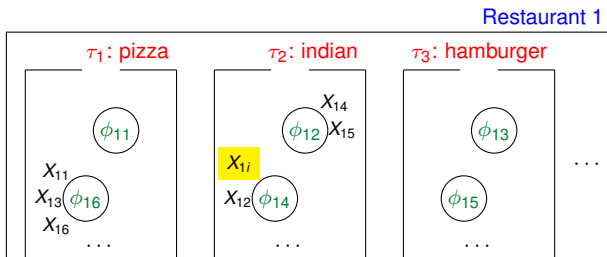 Restaurant 1
τ₁: pizza τ₂: indian τ₃: hamburger
X₁₄
ϕ₁₁ ϕ₁₂ X₁₅ ϕ₁₃
X₁ᵢ
X₁₁
X₁₃ ϕ₁₆ X₁₂ ϕ₁₄ ϕ₁₅
X₁₆
... ... ... ...